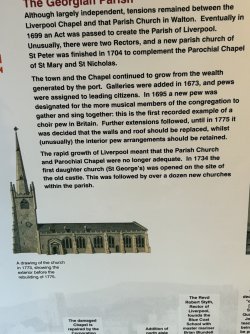 The Georgian Parish
Although largely independent, tensions remained between the
Liverpool Chapel and that Parish Church in Walton. Eventually in
1699 an Act was passed to create the Parish of Liverpool.
Unusually, there were two Rectors, and a new parish church of
St Peter was finished in 1704 to complement the Parochial Chapel
of St Mary and St Nicholas.
The town and the Chapel continued to grow from the wealth
generated by the port. Galleries were added in 1673, and pews
were assigned to leading citizens. In 1695 a new pew was
designated for the more musical members of the congregation to
gather and sing together: this is the first recorded example of a
choir pew in Britain. Further extensions followed, until in 1775 it
was decided that the walls and roof should be replaced, whilst
(unusually) the interior pew arrangements should be retained.
The rapid growth of Liverpool meant that the Parish Church
and Parochial Chapel were no longer adequate. In 1734 the
first daughter church (St George's) was opened on the site of
the old castle. This was followed by over a dozen new churches
within the parish.
A drawing of the church
in 1775, showing the
exterior before the
rebuilding of 1775.
The Revd
Robert Styth,
Rector of
Liverpool,
founds the
Blue Coat
School with
master mariner
Bryan Blundell
The damaged
Chapel is
repaired by the
Addition of
north aisle